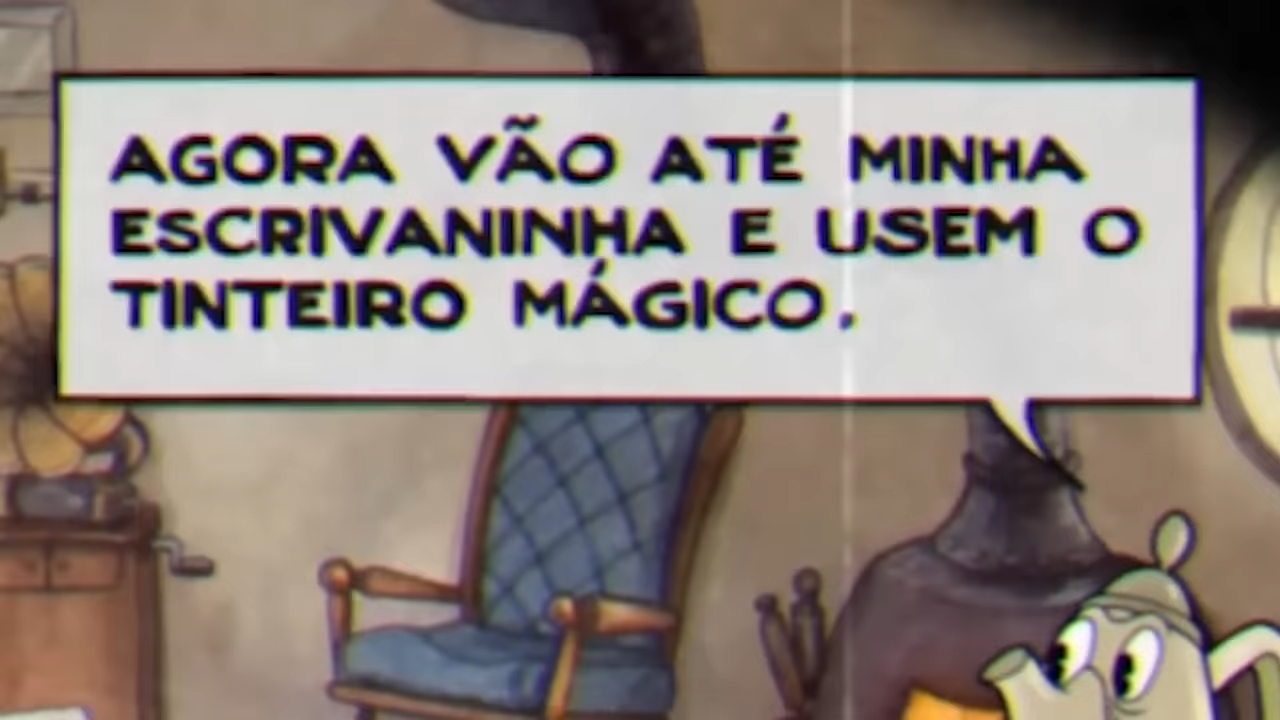 AGORA VÃO ATÉ MINHA
ESCRIVANINHA E USEM O
TINTEIRO MÁGICO.